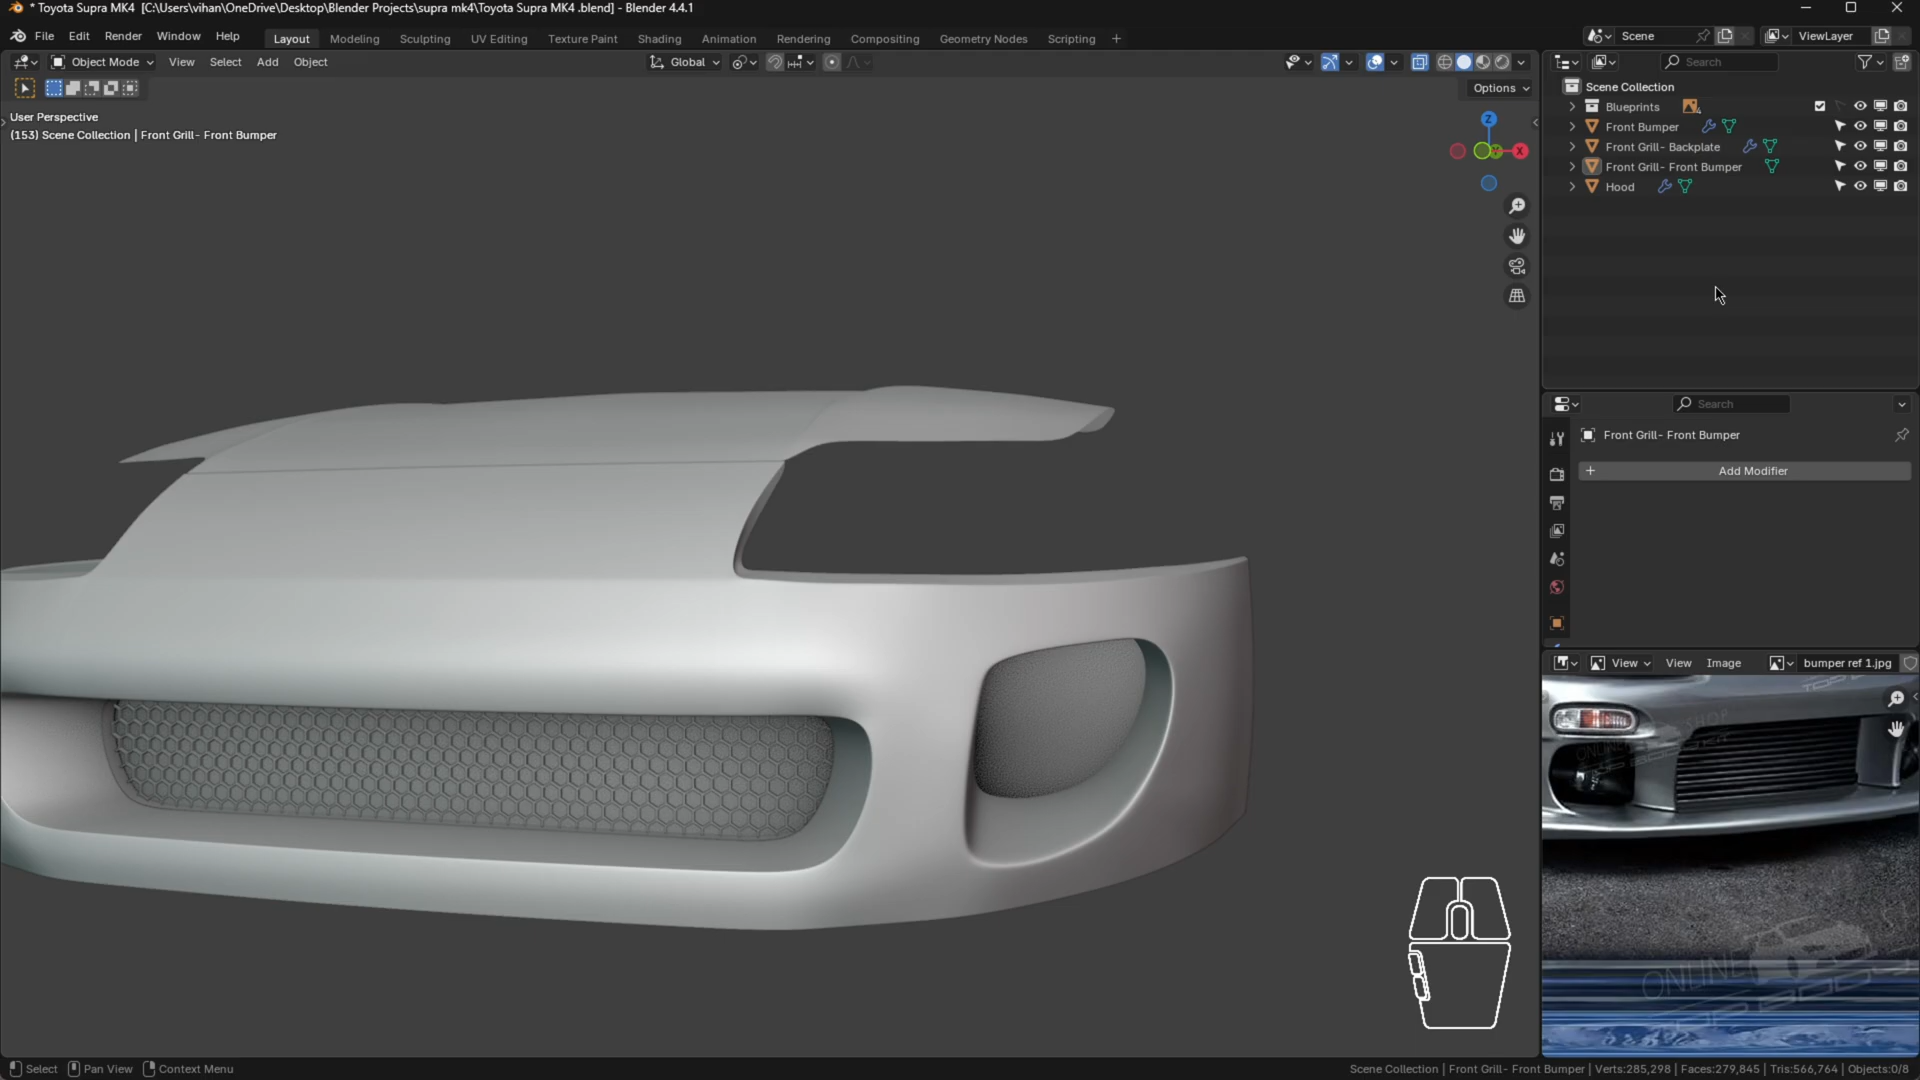 * Toyota Supra MK4 [C:\Users\vihan\OneDrive\Desktop\Blender Projects\supra mk4\Toyota Supra MK4 .blend] - Blender 4.4.1
File Edit Render Window Help Layout Modeling Sculpting UV Editing Texture Paint Shading Animation Rendering Compositing Geometry Nodes Scripting + Scene ViewLayer
Object Mode View Select Add Object Global Search
Options
Scene Collection
Blueprints
Front Bumper
Front Grill- Backplate
Front Grill- Front Bumper
Hood
User Perspective
(153) Scene Collection | Front Grill- Front Bumper
Z
X
Search
Front Grill- Front Bumper
+ Add Modifier
View View Image bumper ref 1.jpg
SHOP
ONLINE
Select Pan View Context Menu
Scene Collection | Front Grill- Front Bumper | Verts:285,298 | Faces:279,845 | Tris:566,764 | Objects:0/8